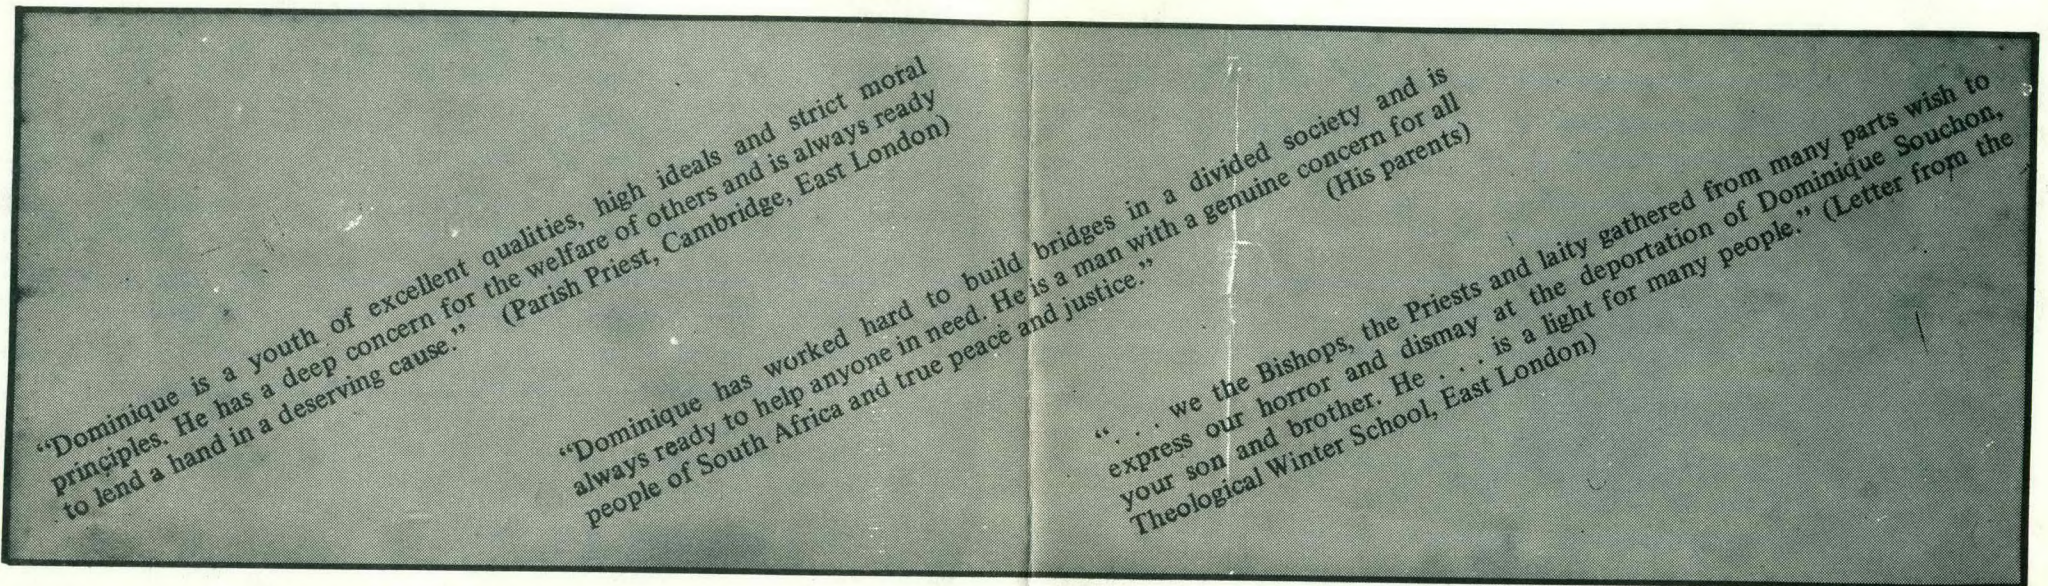 “Dominique is a youth of excellent qualities, high ideals and strict moral
principles. He has a deep concern for the welfare of others and is always ready
to lend a hand in a deserving cause.” (Parish Priest, Cambridge, East London)
“Dominique has worked hard to build bridges in a divided society and is
always ready to help anyone in need. He is a man with a genuine concern for all
people of South Africa and true peace and justice.” (His parents)
“. . . we the Bishops, the Priests and laity gathered from many parts wish to
express our horror and dismay at the deportation of Dominique Souchon,
your son and brother. He . . . is a light for many people.” (Letter from the
Theological Winter School, East London)